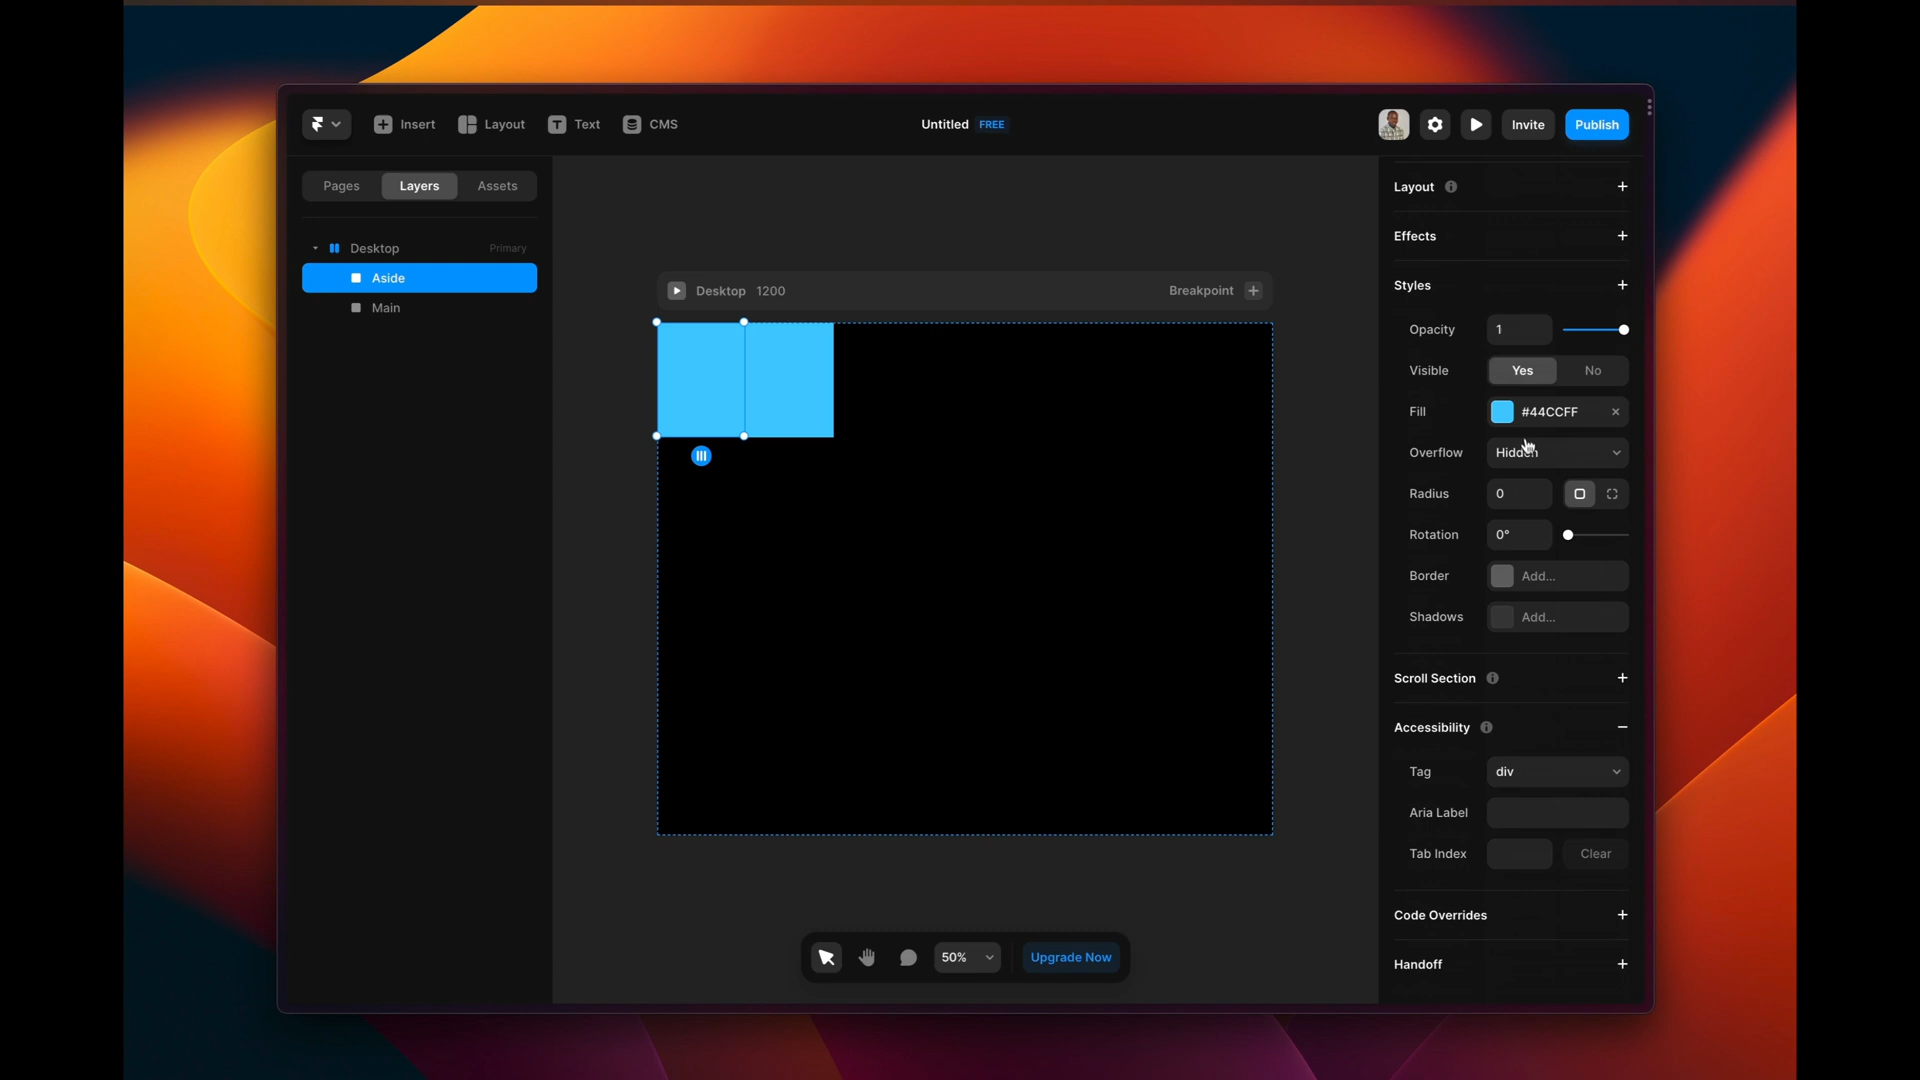 Insert
Layout
Text
CMS
Untitled FREE
Invite
Publish
Pages
Layers
Assets
Desktop Primary
Aside
Main
Desktop 1200
Breakpoint
Layout
Effects
Styles
Opacity 1
Visible Yes No
Fill #44CCFF
Overflow Hidden
Radius 0
Rotation 0°
Border Add...
Shadows Add...
Scroll Section
Accessibility
Tag div
Aria Label
Tab Index Clear
Code Overrides
Handoff
50%
Upgrade Now